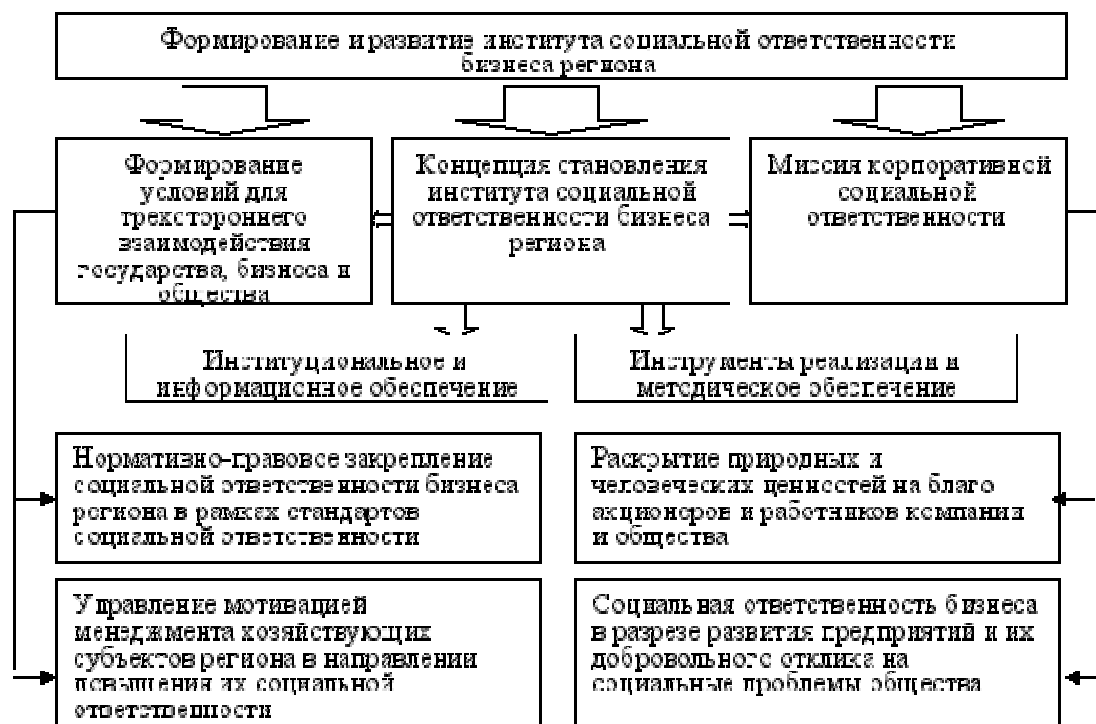 Формирование и развитие института социальной ответственности
бизнеса региона
Формирование
условий для
трехстороннего
взаимодействия
государства, бизнеса и
общества
Концепция становления
института социальной
ответственности бизнеса
региона
Миссия корпоративной
социальной
ответственности
Институциональное и
информационное обеспечение
Инструменты реализации и
методическое обеспечение
Нормативно-правовое закрепление
социальной ответственности бизнеса
региона в рамках стандартов
социальной ответственности
Раскрытие природных и
человеческих ценностей на благо
акционеров и работников компании
и общества
Управление мотивацией
менеджмента хозяйствующих
субъектов региона в направлении
повышения их социальной
ответственности
Социальная ответственность бизнеса
в разрезе развития предприятий и их
добровольного отклика на
социальные проблемы общества